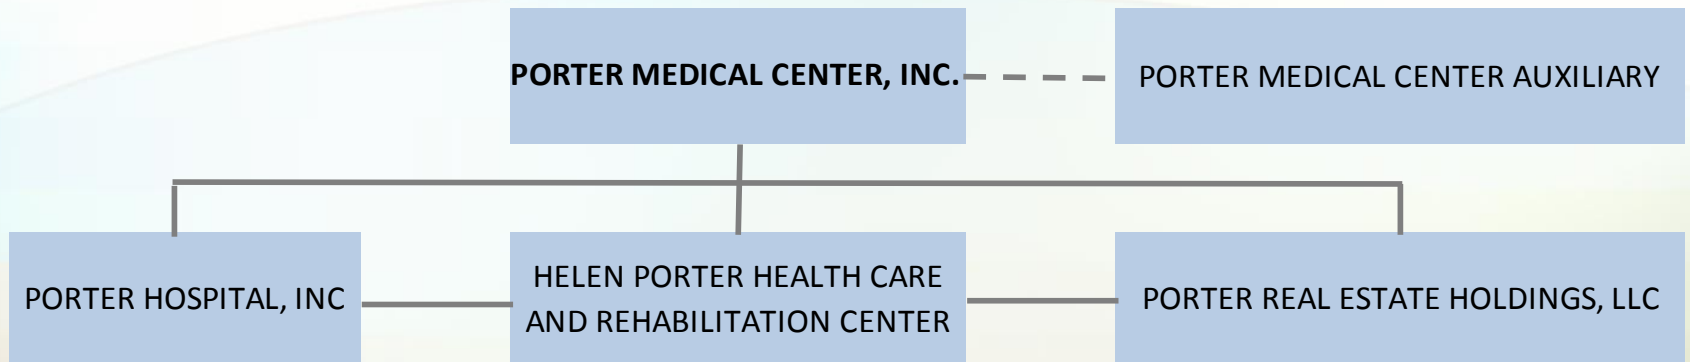 PORTER MEDICAL CENTER, INC.
PORTER MEDICAL CENTER AUXILIARY
PORTER HOSPITAL, INC
HELEN PORTER HEALTH CARE
AND REHABILITATION CENTER
PORTER REAL ESTATE HOLDINGS, LLC